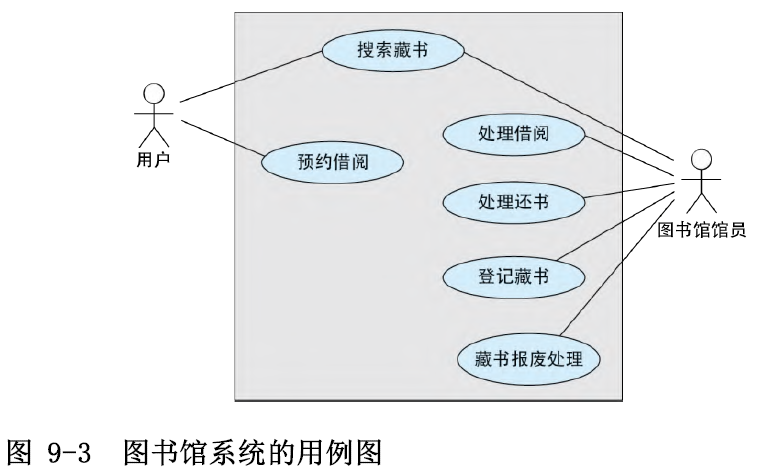 搜索藏书
处理借阅
用户
预约借阅
处理还书
图书馆馆员
登记藏书
藏书报废处理
图 9-3 图书馆系统的用例图